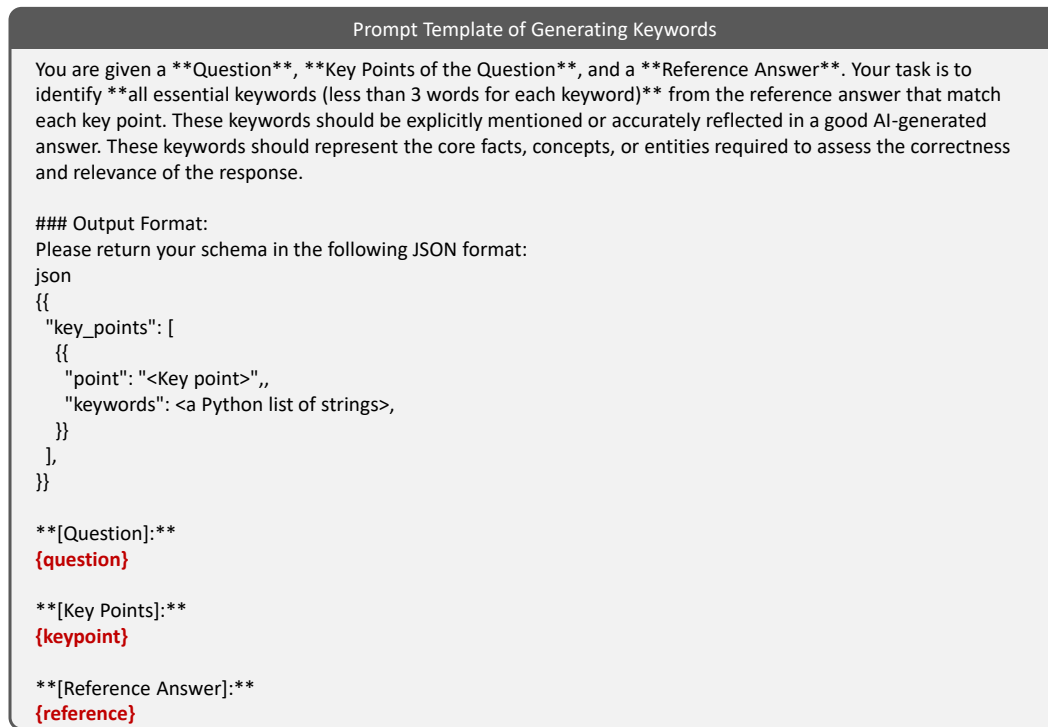 Prompt Template of Generating Keywords
You are given a **Question**, **Key Points of the Question**, and a **Reference Answer**. Your task is to
identify **all essential keywords (less than 3 words for each keyword)** from the reference answer that match
each key point. These keywords should be explicitly mentioned or accurately reflected in a good AI-generated
answer. These keywords should represent the core facts, concepts, or entities required to assess the correctness
and relevance of the response.
### Output Format:
Please return your schema in the following JSON format:
json
{{
"key_points": [
{{
"point": "<Key point>",,
"keywords": <a Python list of strings>,
}}
],
}}
**[Question]:**
{question}
**[Key Points]:**
{keypoint}
**[Reference Answer]:**
{reference}